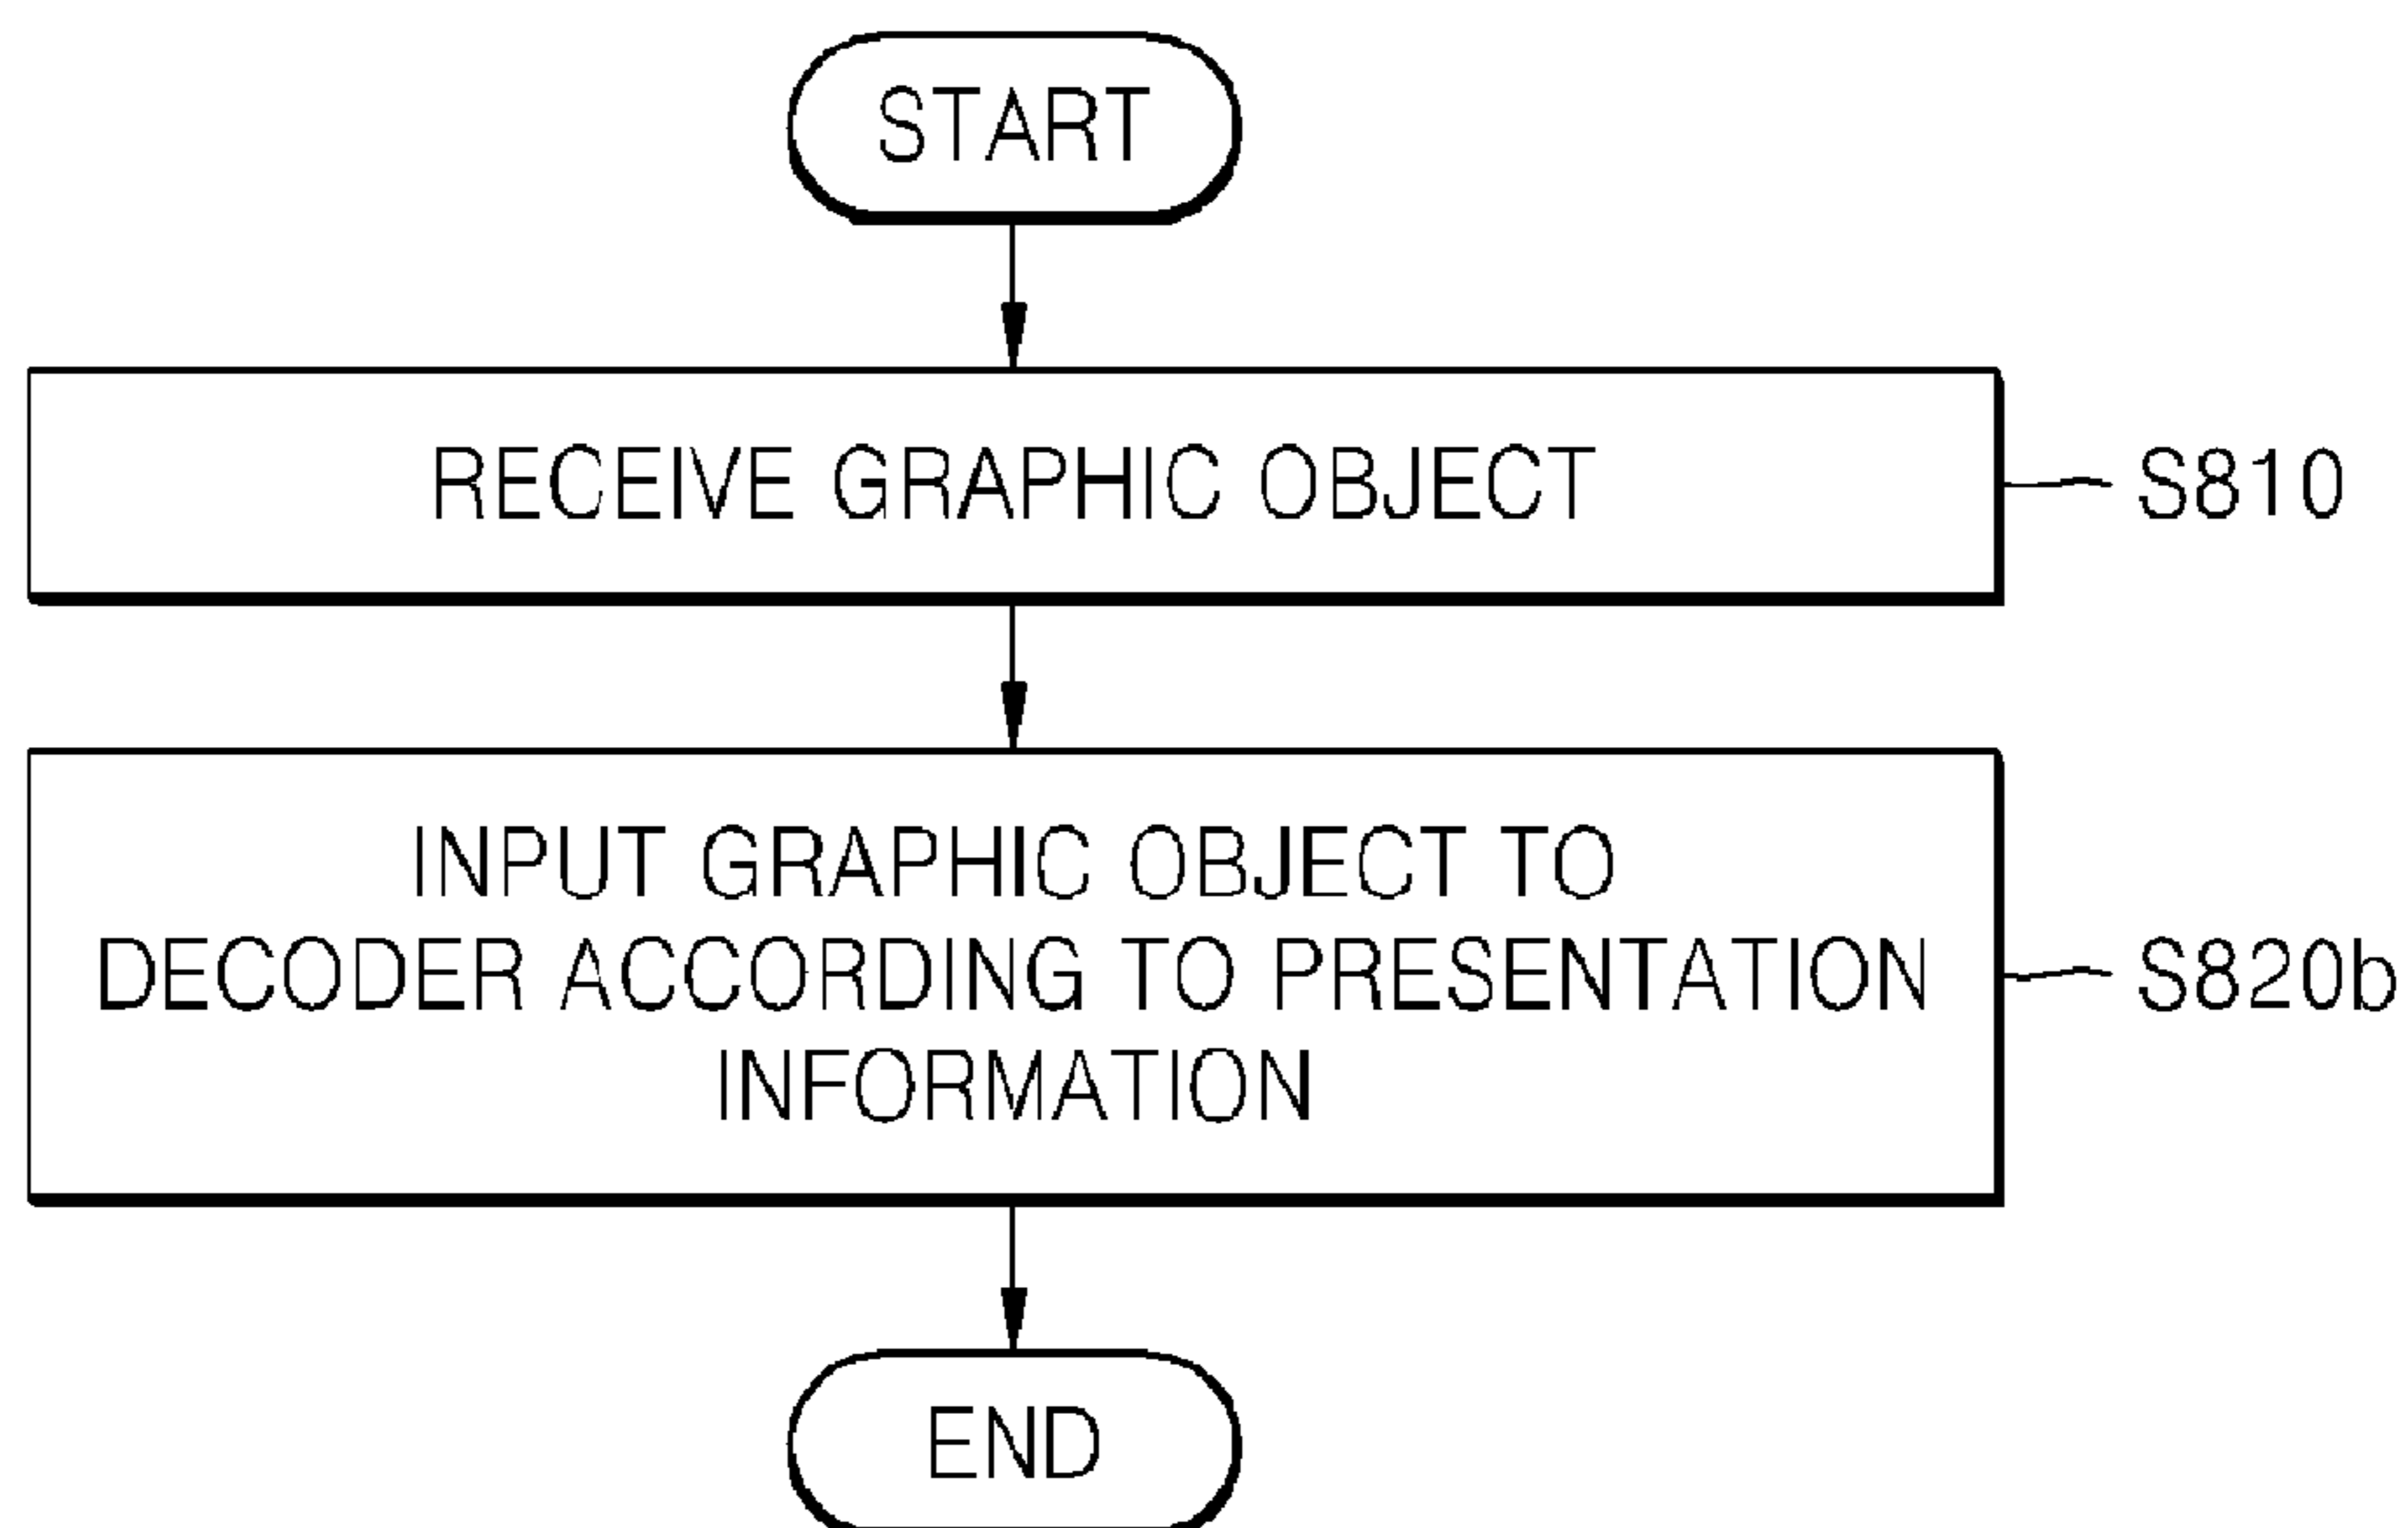 START
RECEIVE GRAPHIC OBJECT
S810
INPUT GRAPHIC OBJECT TO
DECODER ACCORDING TO PRESENTATION
INFORMATION
S820b
END